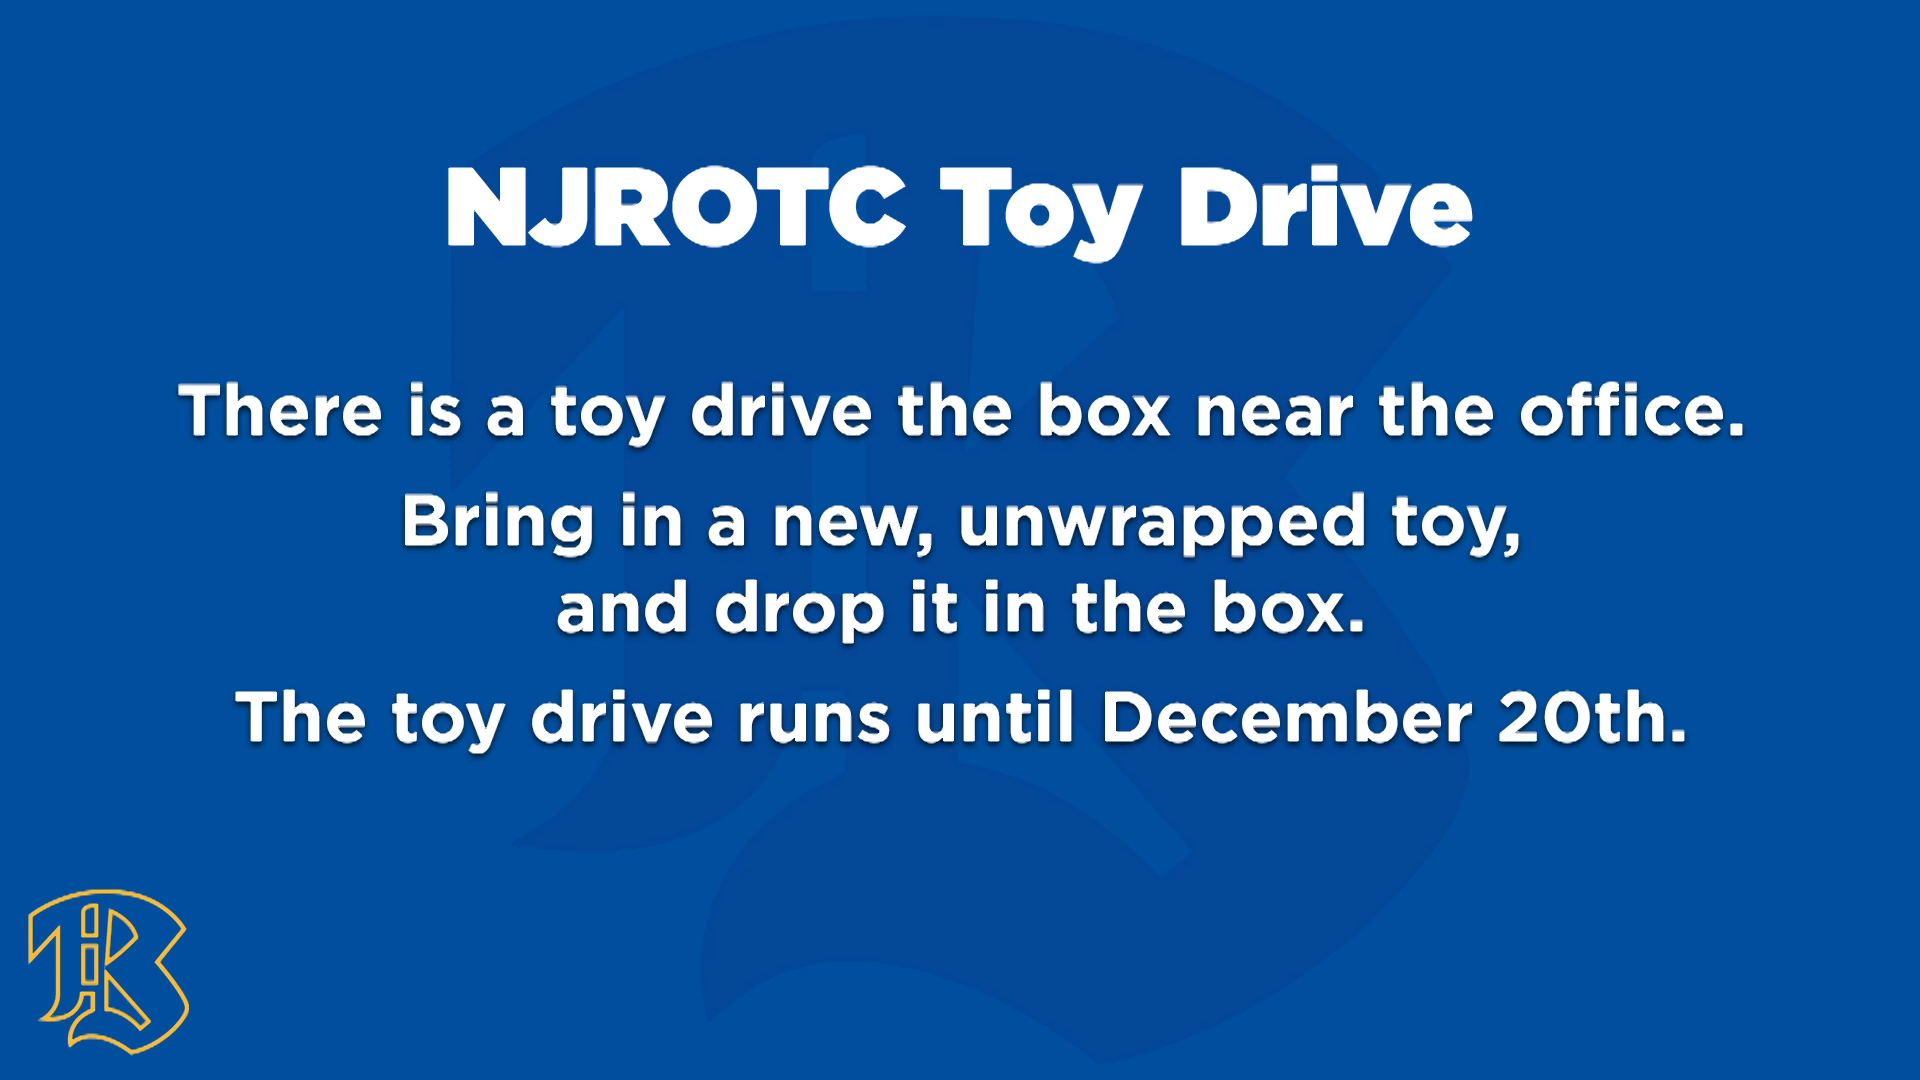 NJROTC Toy Drive
There is a toy drive the box near the office.
Bring in a new, unwrapped toy,
and drop it in the box.
The toy drive runs until December 20th.
B